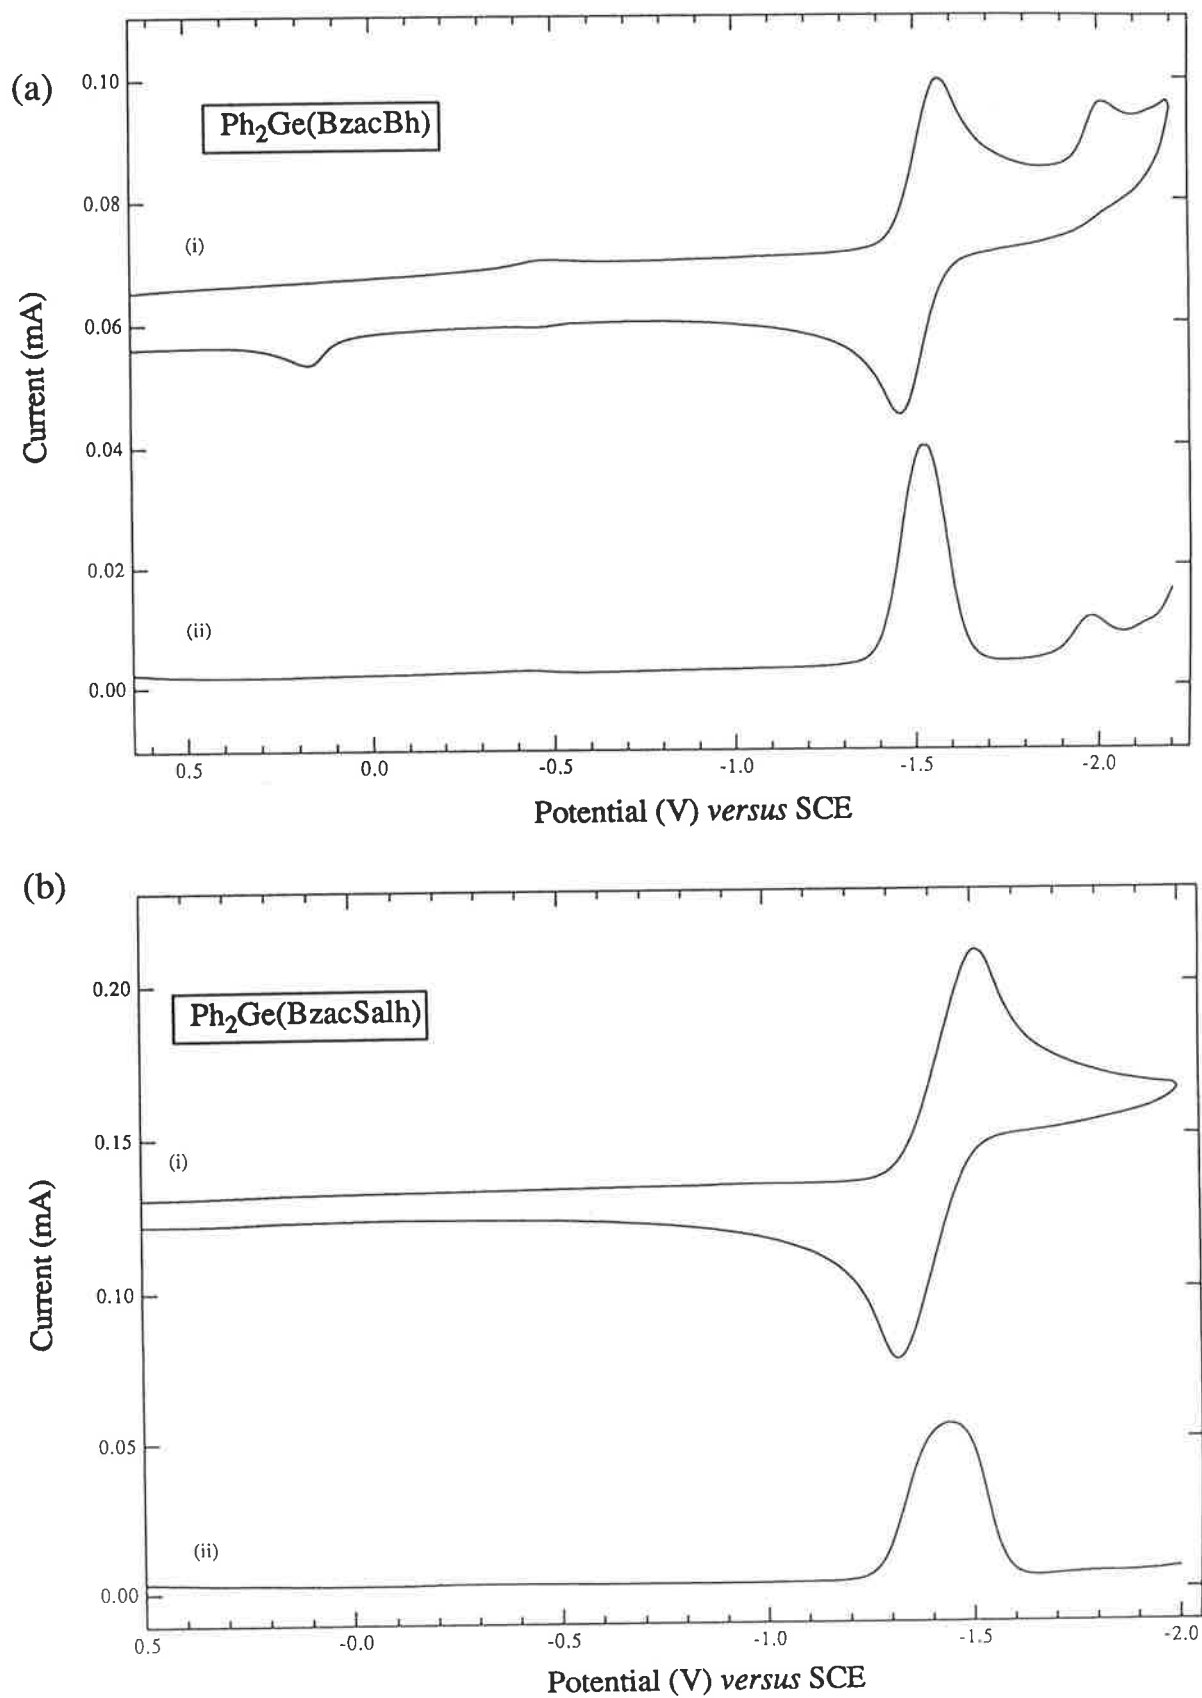 (a)
Ph₂Ge(BzacBh)
0.10
0.08
(i)
0.06
0.04
0.02
(ii)
0.00
Current (mA)
0.5 0.0 -0.5 -1.0 -1.5 -2.0
Potential (V) versus SCE
(b)
Ph₂Ge(BzacSalh)
0.20
0.15
(i)
0.10
0.05
(ii)
0.00
Current (mA)
0.5 -0.0 -0.5 -1.0 -1.5 -2.0
Potential (V) versus SCE